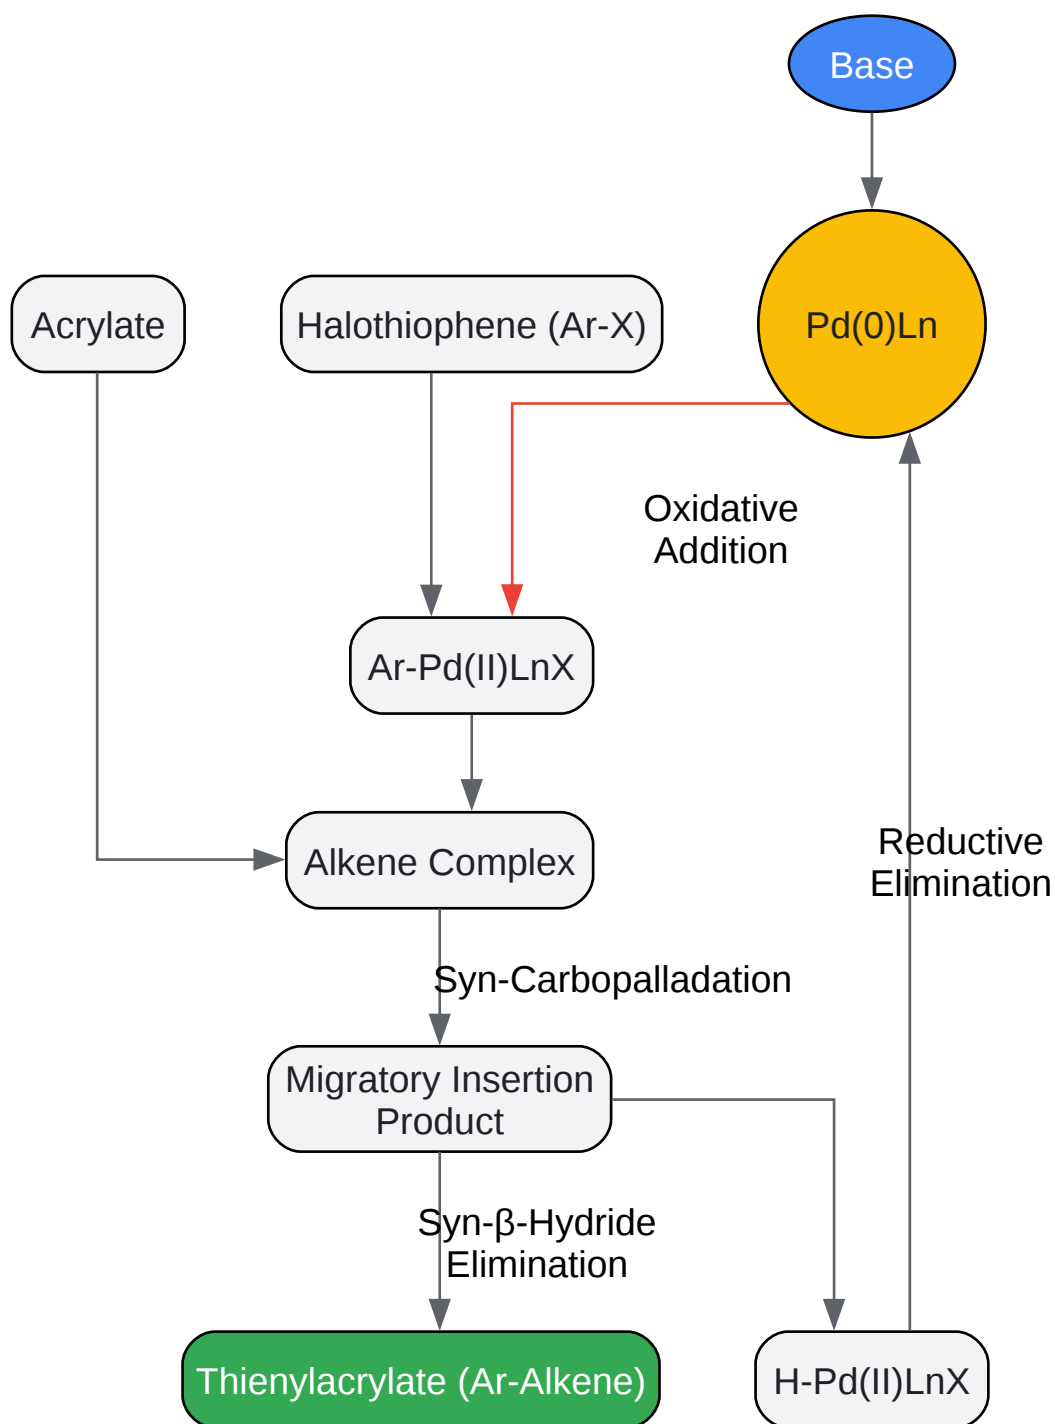 Base
Acrylate
Halothiophene (Ar-X)
Pd(0)Ln
Oxidative
Addition
Ar-Pd(II)LnX
Alkene Complex
Reductive
Elimination
Syn-Carbopalladation
Migratory Insertion
Product
Syn-β-Hydride
Elimination
Thienylacrylate (Ar-Alkene)
H-Pd(II)LnX